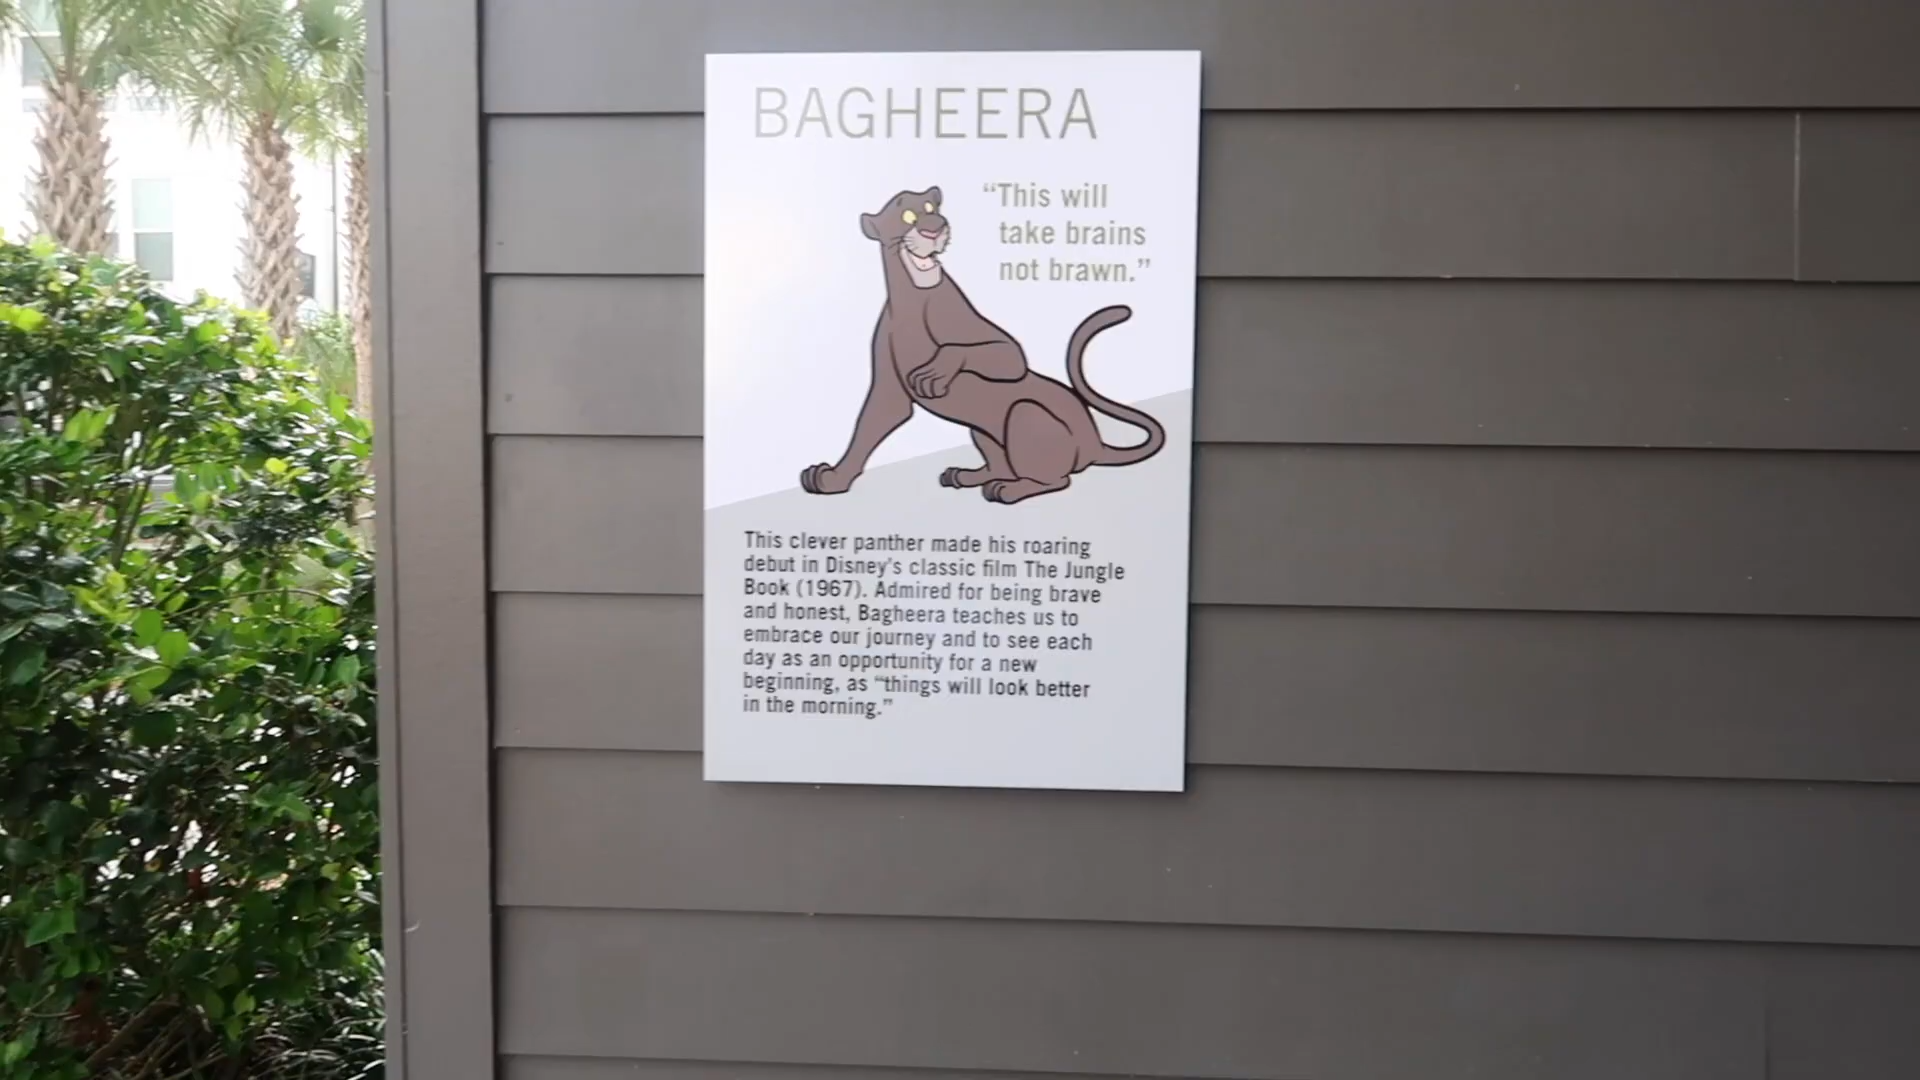 BAGHEERA
“This will
take brains
not brawn.”
This clever panther made his roaring
debut in Disney’s classic film The Jungle
Book (1967). Admired for being brave
and honest, Bagheera teaches us to
embrace our journey and to see each
day as an opportunity for a new
beginning, as “things will look better
in the morning.”